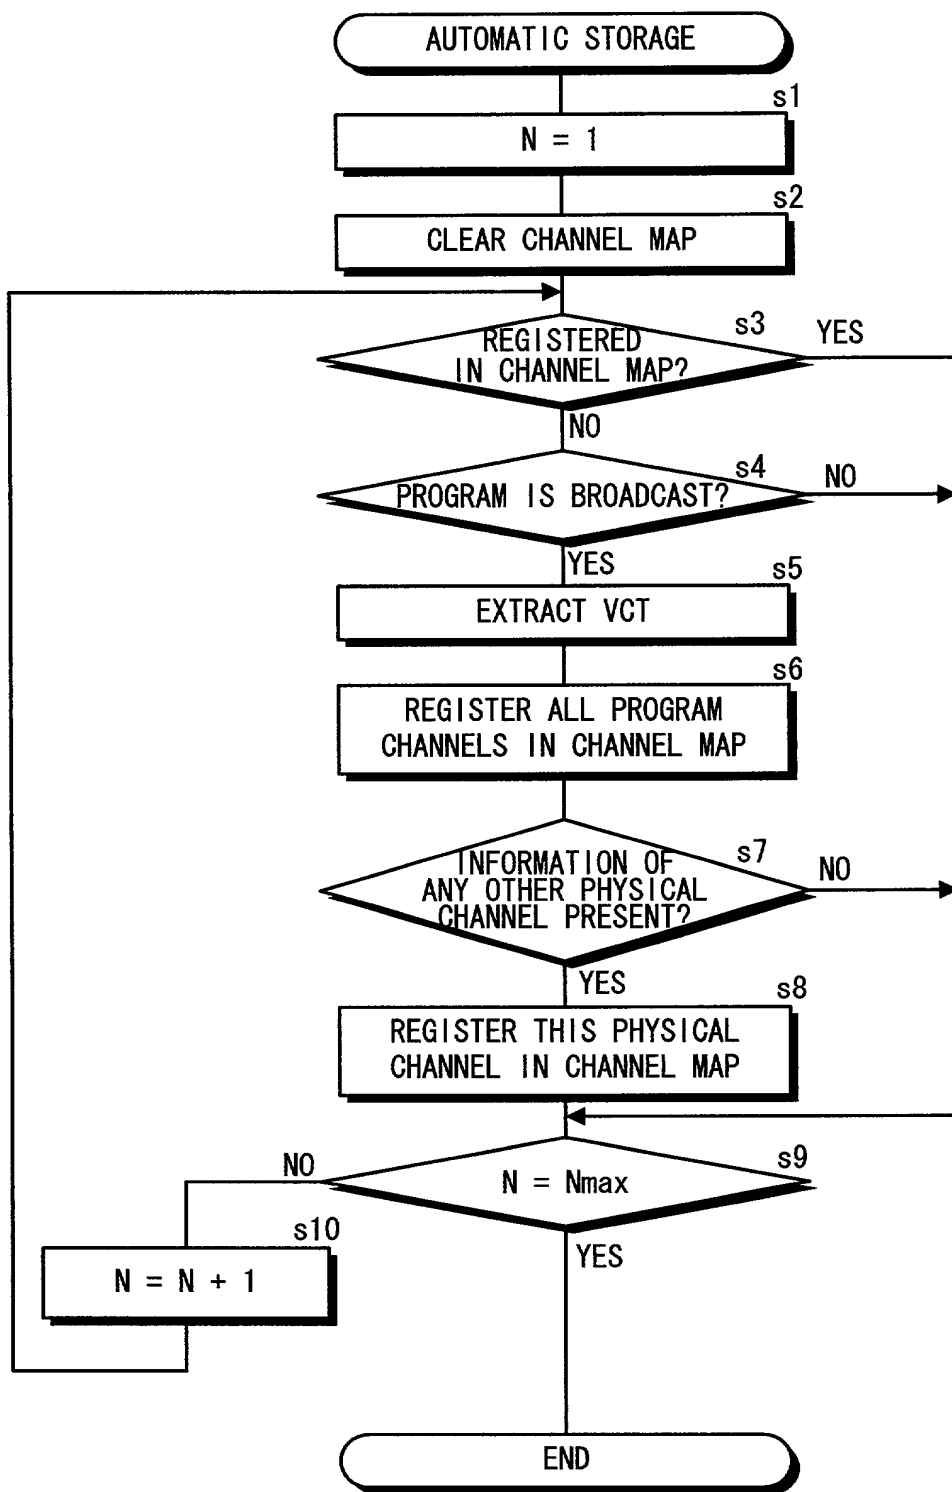 AUTOMATIC STORAGE
s1
N = 1
s2
CLEAR CHANNEL MAP
s3
REGISTERED
IN CHANNEL MAP?
YES
NO
s4
PROGRAM IS BROADCAST?
NO
YES
s5
EXTRACT VCT
s6
REGISTER ALL PROGRAM
CHANNELS IN CHANNEL MAP
s7
INFORMATION OF
ANY OTHER PHYSICAL
CHANNEL PRESENT?
NO
YES
s8
REGISTER THIS PHYSICAL
CHANNEL IN CHANNEL MAP
s9
N = Nmax
NO
YES
s10
N = N + 1
END